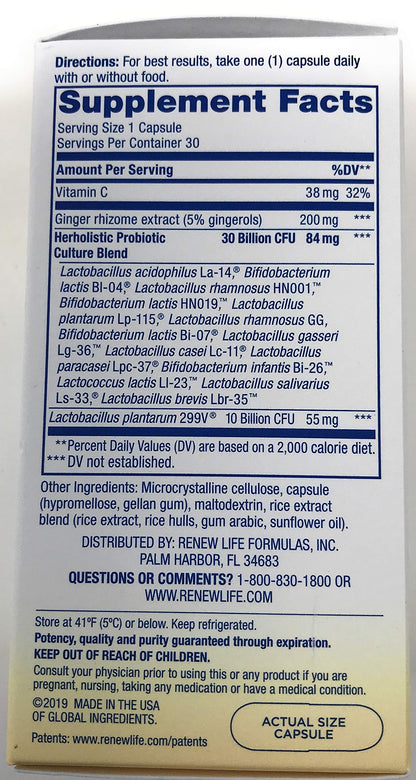 Directions: For best results, take one (1) capsule daily
with or without food.
Supplement Facts
Serving Size 1 Capsule
Servings Per Container 30
Amount Per Serving %DV**
Vitamin C 38 mg 32%
Ginger rhizome extract (5% gingerols) 200 mg ***
Herholistic Probiotic 30 Billion CFU 84 mg ***
Culture Blend
Lactobacillus acidophilus La-14,® Bifidobacterium
lactis Bl-04,® Lactobacillus rhamnosus HN001,™
Bifidobacterium lactis HN019,™ Lactobacillus
plantarum Lp-115,® Lactobacillus rhamnosus GG,
Bifidobacterium lactis Bi-07,® Lactobacillus gasseri
Lg-36,™ Lactobacillus casei Lc-11® Lactobacillus
paracasei Lpc-37,® Bifidobacterium infantis Bi-26,™
Lactococcus lactis Ll-23,™ Lactobacillus salivarius
Ls-33,® Lactobacillus brevis Lbr-35™
Lactobacillus plantarum 299V® 10 Billion CFU 55 mg ***
**Percent Daily Values (DV) are based on a 2,000 calorie diet.
***DV not established.
Other Ingredients: Microcrystalline cellulose, capsule
(hypromellose, gellan gum), maltodextrin, rice extract
blend (rice extract, rice hulls, gum arabic, sunflower oil).
DISTRIBUTED BY: RENEW LIFE FORMULAS, INC.
PALM HARBOR, FL 34683
QUESTIONS OR COMMENTS? 1-800-830-1800 OR
WWW.RENEWLIFE.COM
Store at 41ºF (5ºC) or below. Keep refrigerated.
Potency, quality and purity guaranteed through expiration.
KEEP OUT OF REACH OF CHILDREN.
Consult your physician prior to using this or any product if you are
pregnant, nursing, taking any medication or have a medical condition.
©2019 MADE IN THE USA
OF GLOBAL INGREDIENTS.
Patents: www.renewlife.com/patents
ACTUAL SIZE
CAPSULE